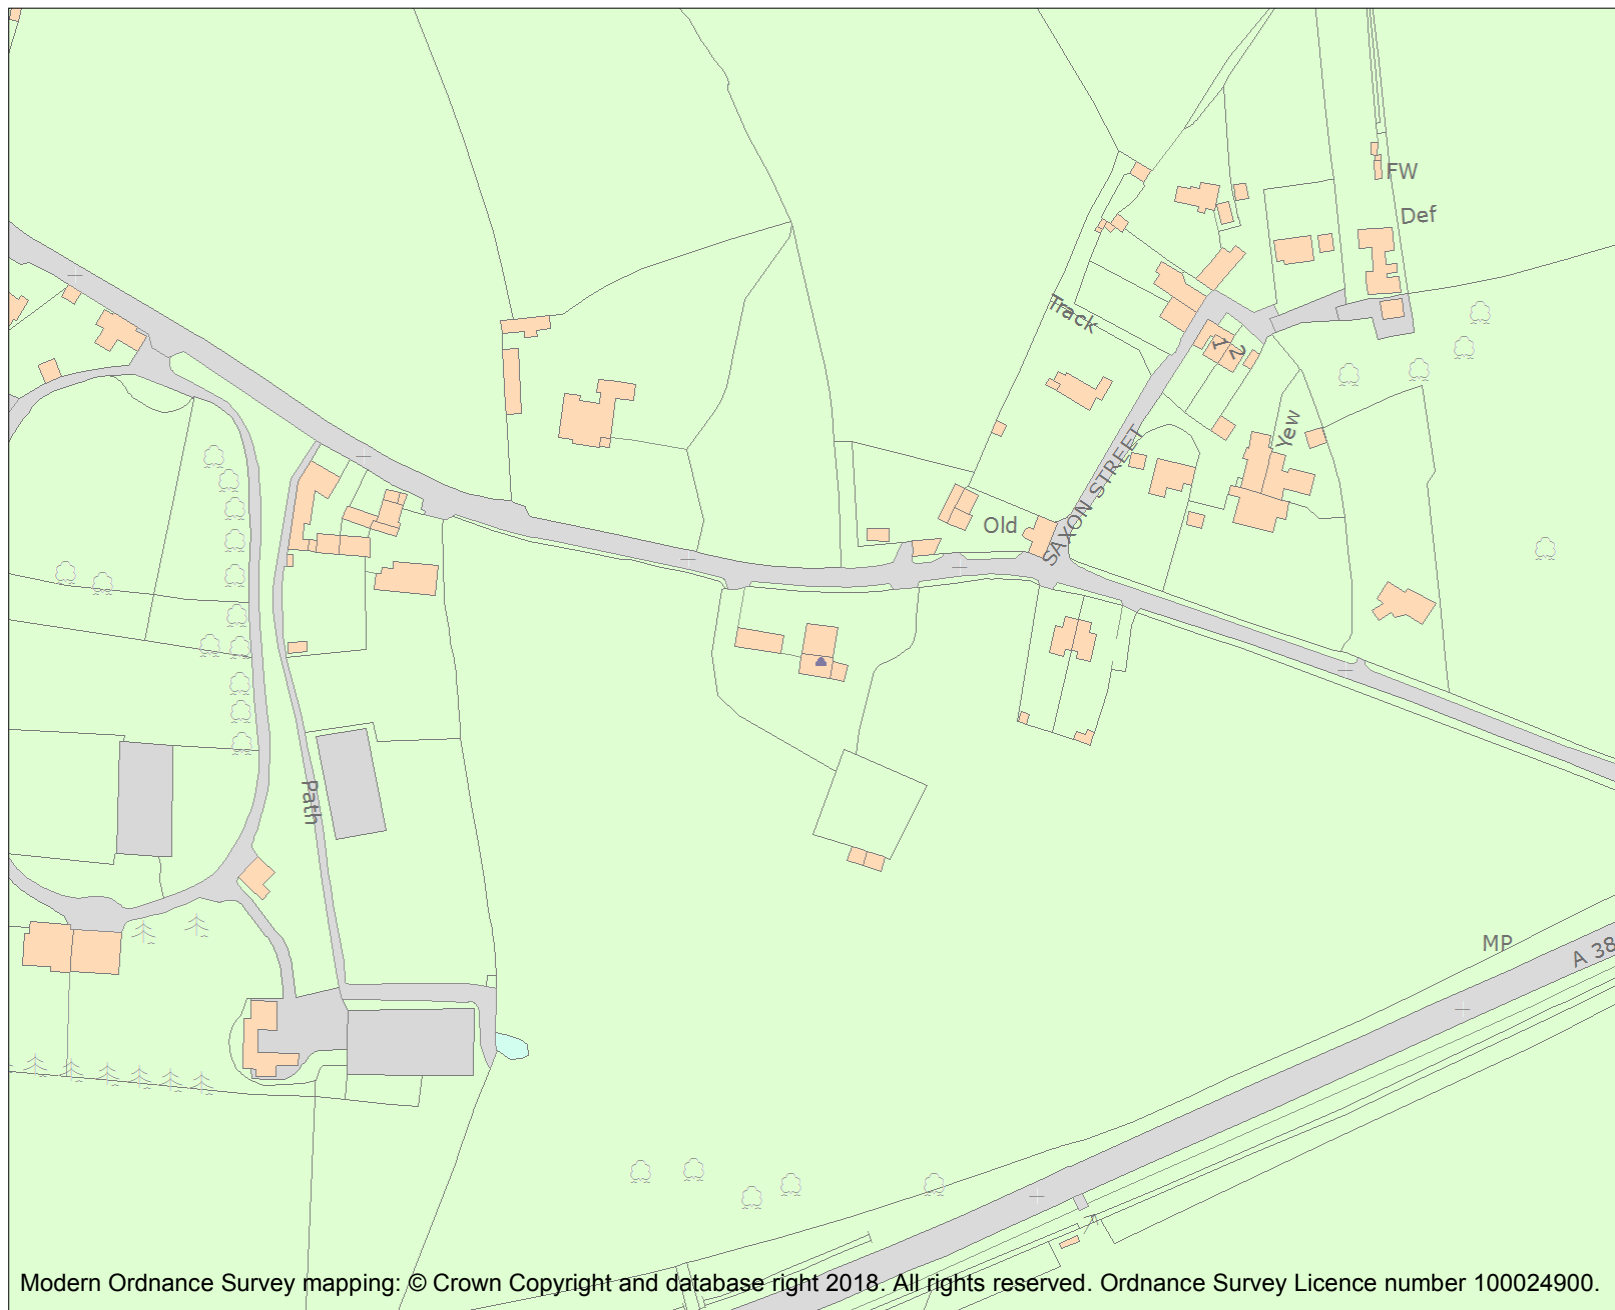 FW
Def
Track
1
2
Yew
SAXON STREET
Old
Path
MP
A 38
Modern Ordnance Survey mapping: © Crown Copyright and database right 2018. All rights reserved. Ordnance Survey Licence number 100024900.